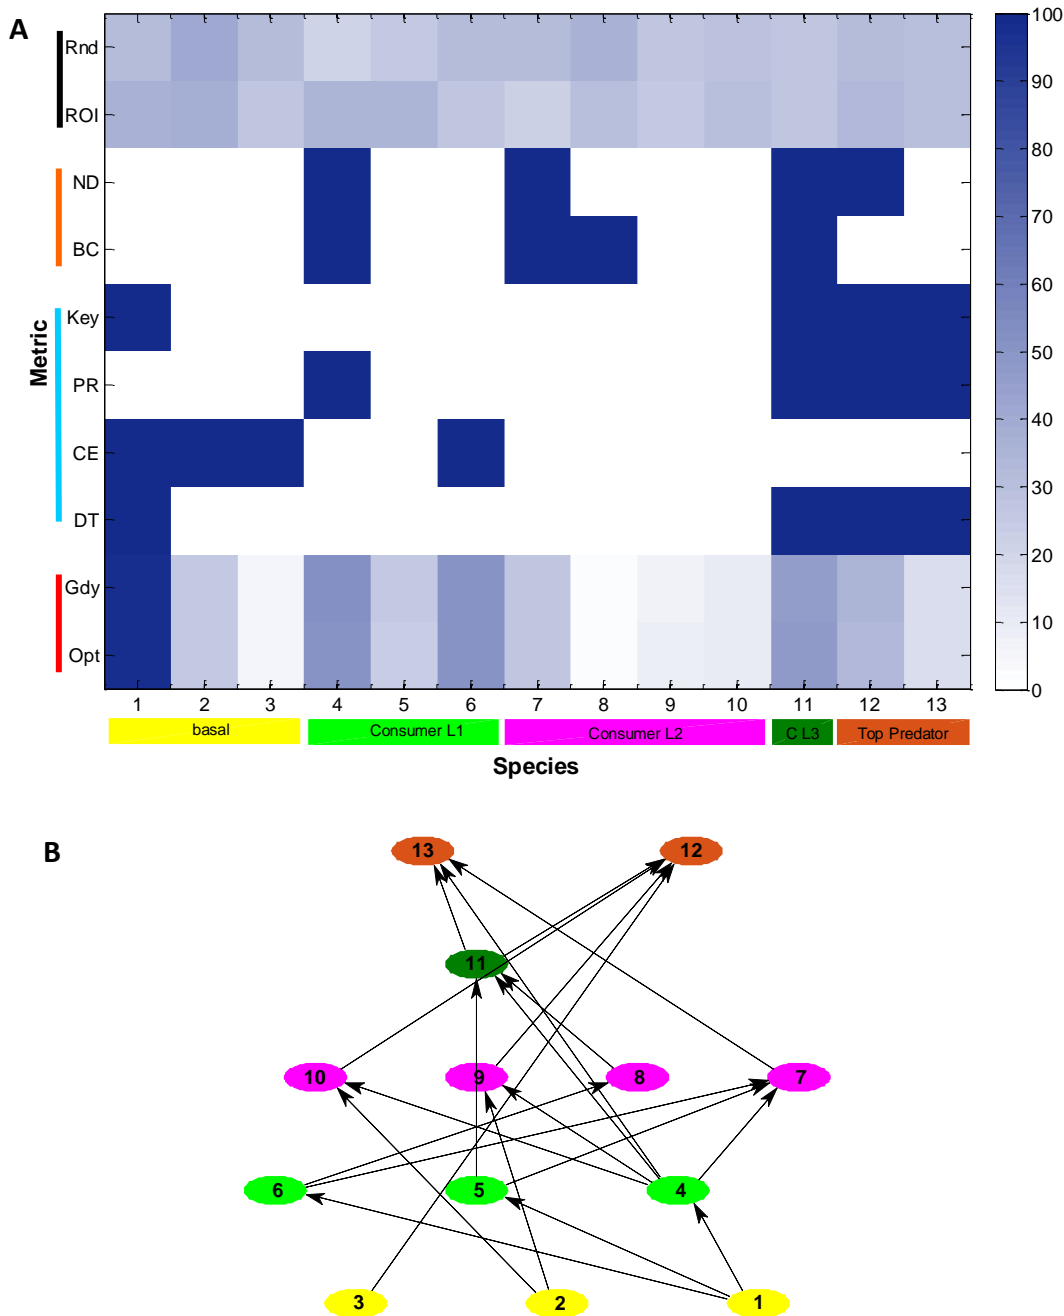 A
Rnd
ROI
ND
BC
Key
PR
CE
DT
Gdy
Opt
Metric
100
90
80
70
60
50
40
30
20
10
0
1 2 3 4 5 6 7 8 9 10 11 12 13
basal Consumer L1 Consumer L2 C L3 Top Predator
Species
B
13 12
11
10 9 8 7
6 5 4
3 2 1